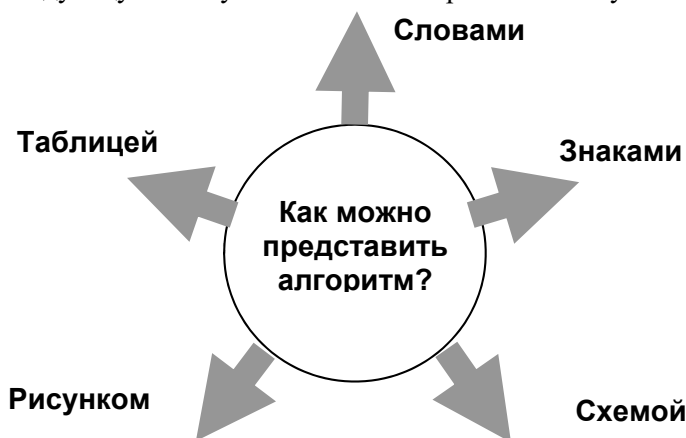 Словами
Таблицей
Знаками
Как можно
представить
алгоритм?
Рисунком
Схемой